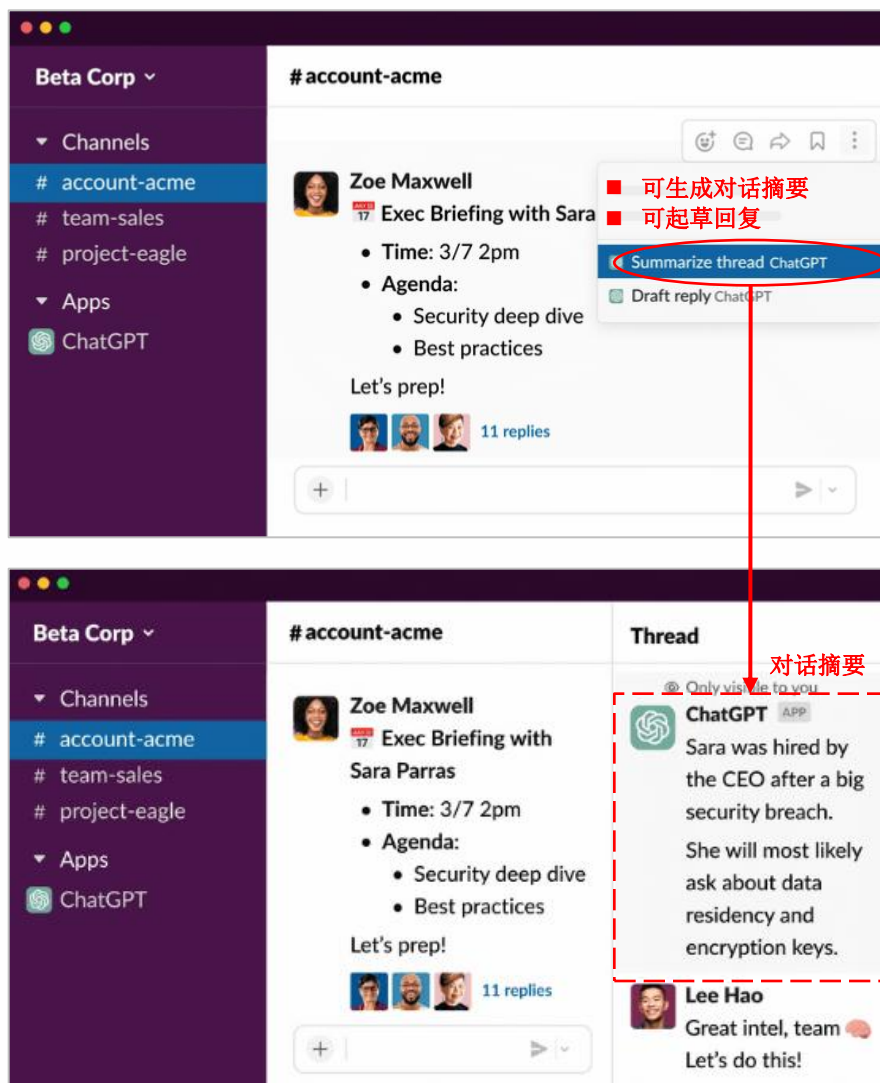 Beta Corp
# account-acme
Channels
# account-acme
# team-sales
# project-eagle
Apps
ChatGPT
Zoe Maxwell
17 Exec Briefing with Sara
• Time: 3/7 2pm
• Agenda:
• Security deep dive
• Best practices
Let's prep!
11 replies
■ 可生成对话摘要
■ 可起草回复
Summarize thread ChatGPT
Draft reply ChatGPT
Beta Corp
# account-acme
Thread
Channels
# account-acme
# team-sales
# project-eagle
Apps
ChatGPT
Zoe Maxwell
17 Exec Briefing with
Sara Parras
• Time: 3/7 2pm
• Agenda:
• Security deep dive
• Best practices
Let's prep!
11 replies
对话摘要
Only visible to you
ChatGPT APP
Sara was hired by
the CEO after a big
security breach.
She will most likely
ask about data
residency and
encryption keys.
Lee Hao
Great intel, team 🧠
Let's do this!